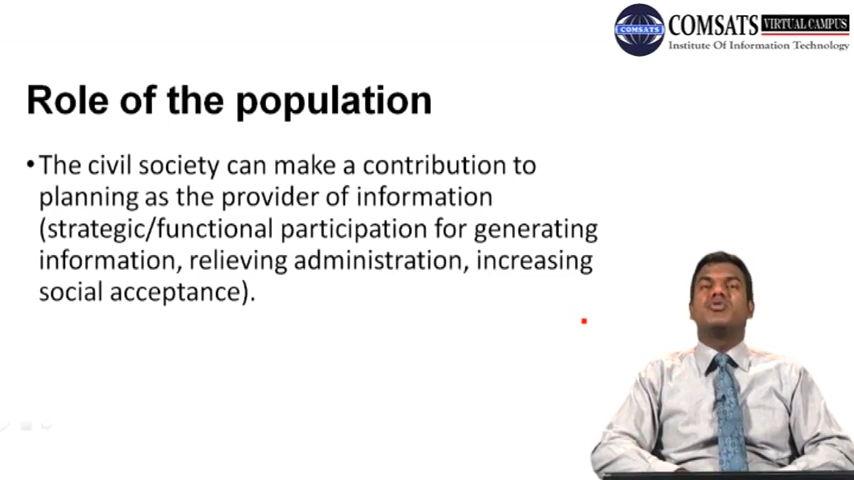 COMSATS VIRTUAL CAMPUS
COMSATS
Institute Of Information Technology
Role of the population
•The civil society can make a contribution to
planning as the provider of information
(strategic/functional participation for generating
information, relieving administration, increasing
social acceptance).